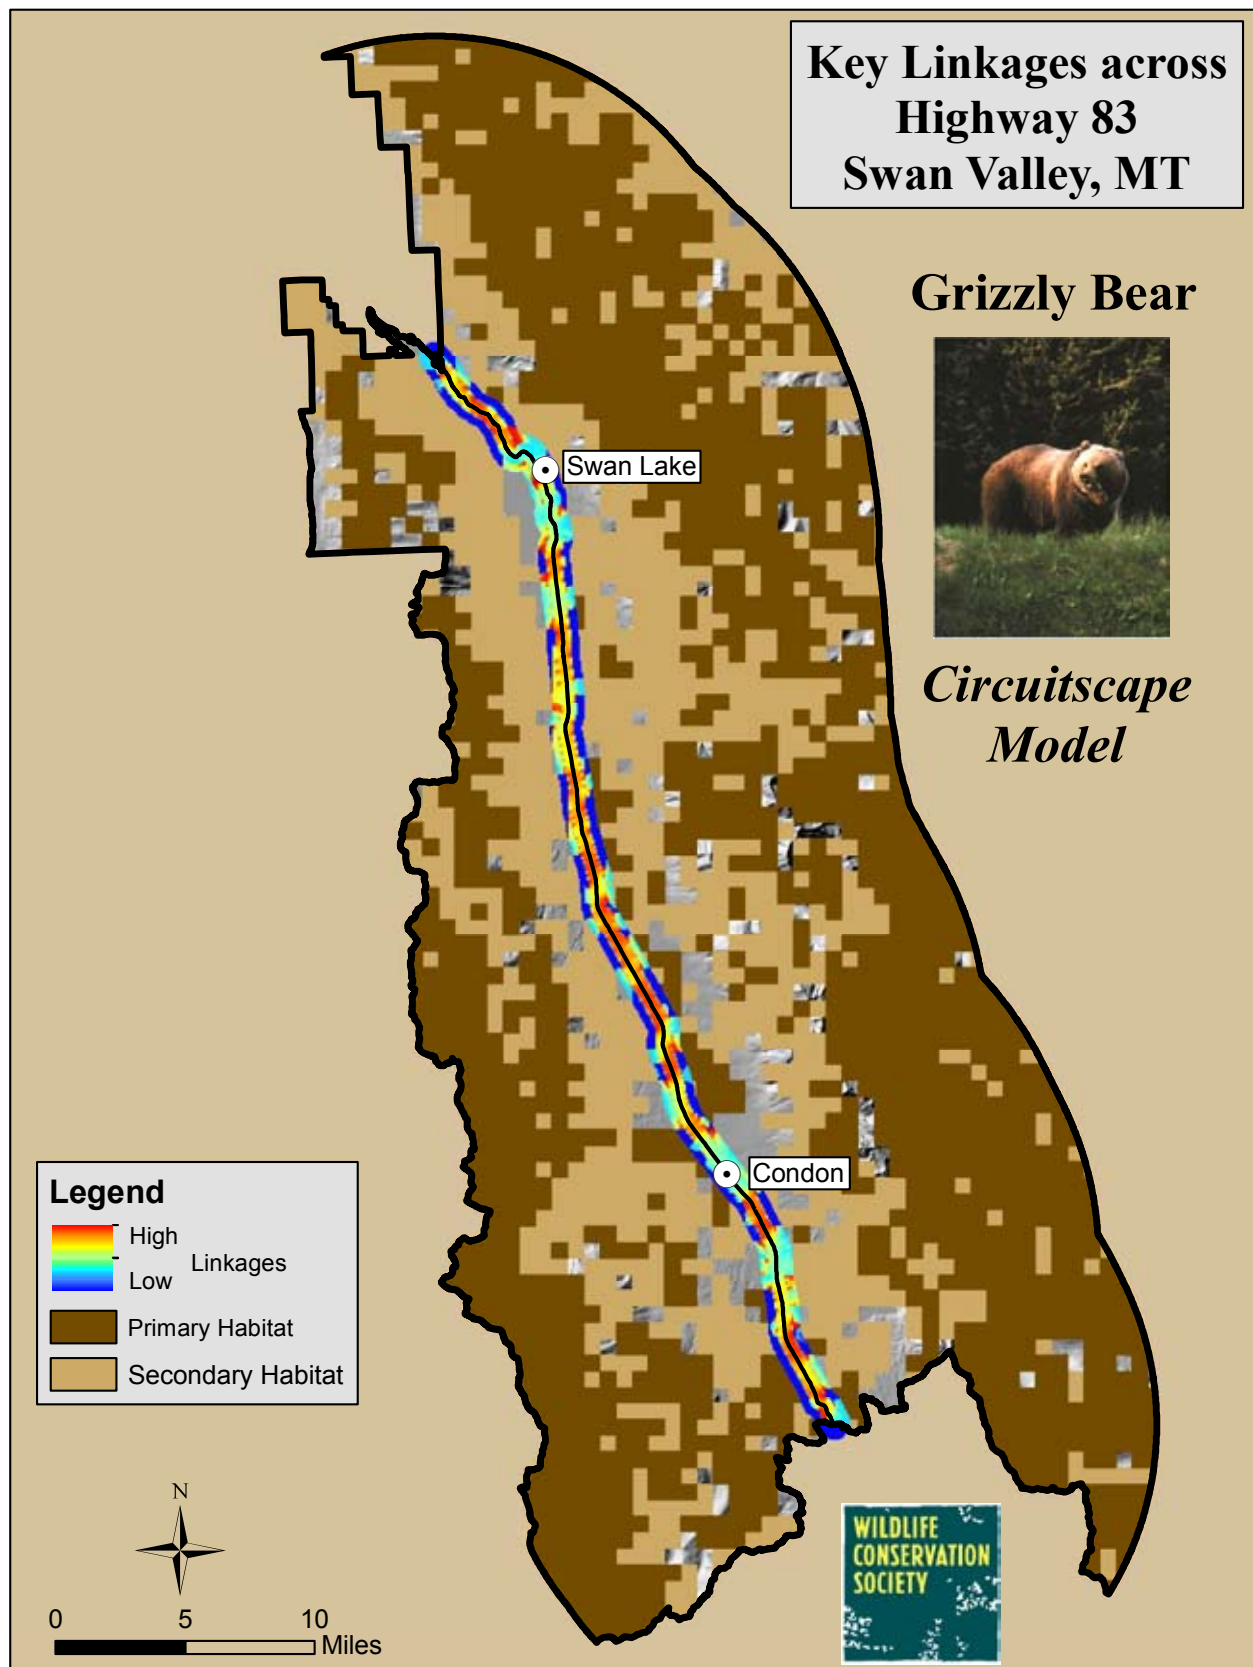 Key Linkages across
Highway 83
Swan Valley, MT
Grizzly Bear
Circuitscape
Model
Swan Lake
Condon
Legend
High
Linkages
Low
Primary Habitat
Secondary Habitat
N
0 5 10
Miles
WILDLIFE
CONSERVATION
SOCIETY